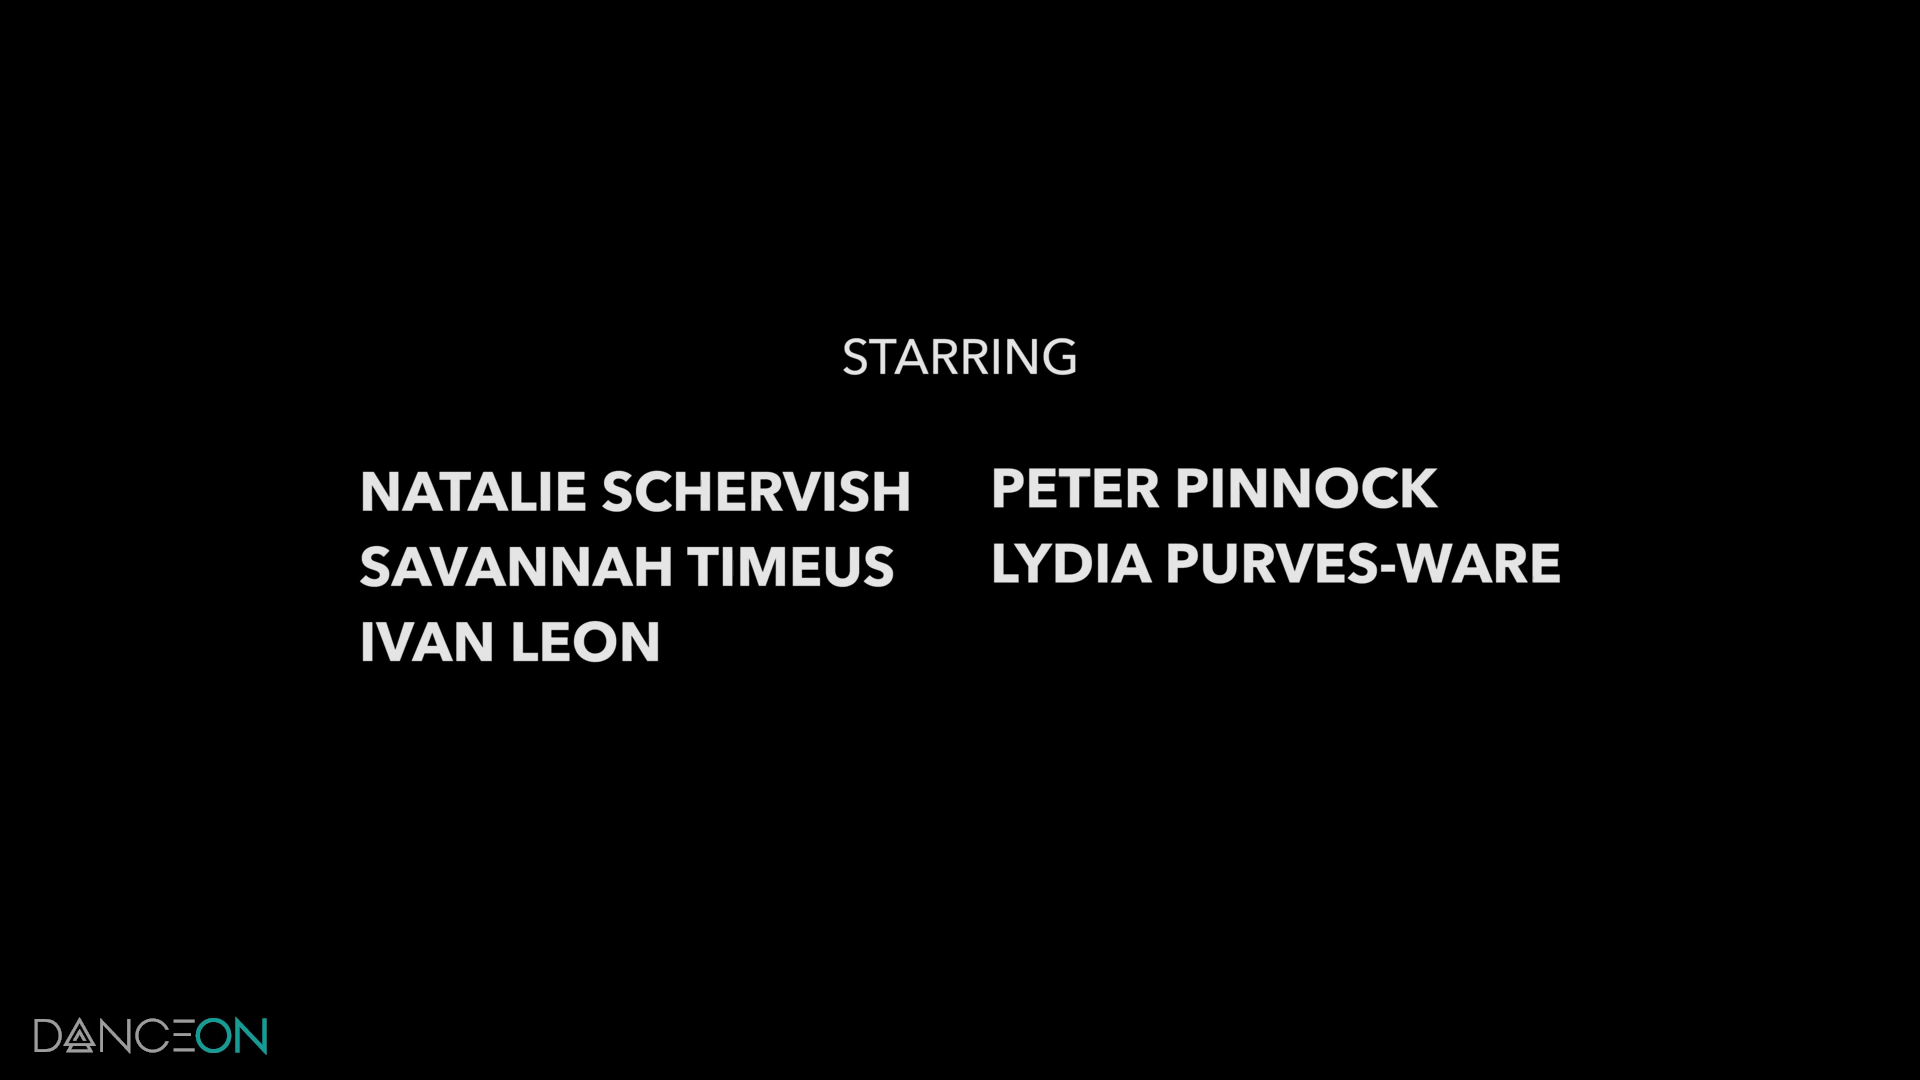 STARRING
NATALIE SCHERVISH
SAVANNAH TIMEUS
IVAN LEON
PETER PINNOCK
LYDIA PURVES-WARE
DANCEON